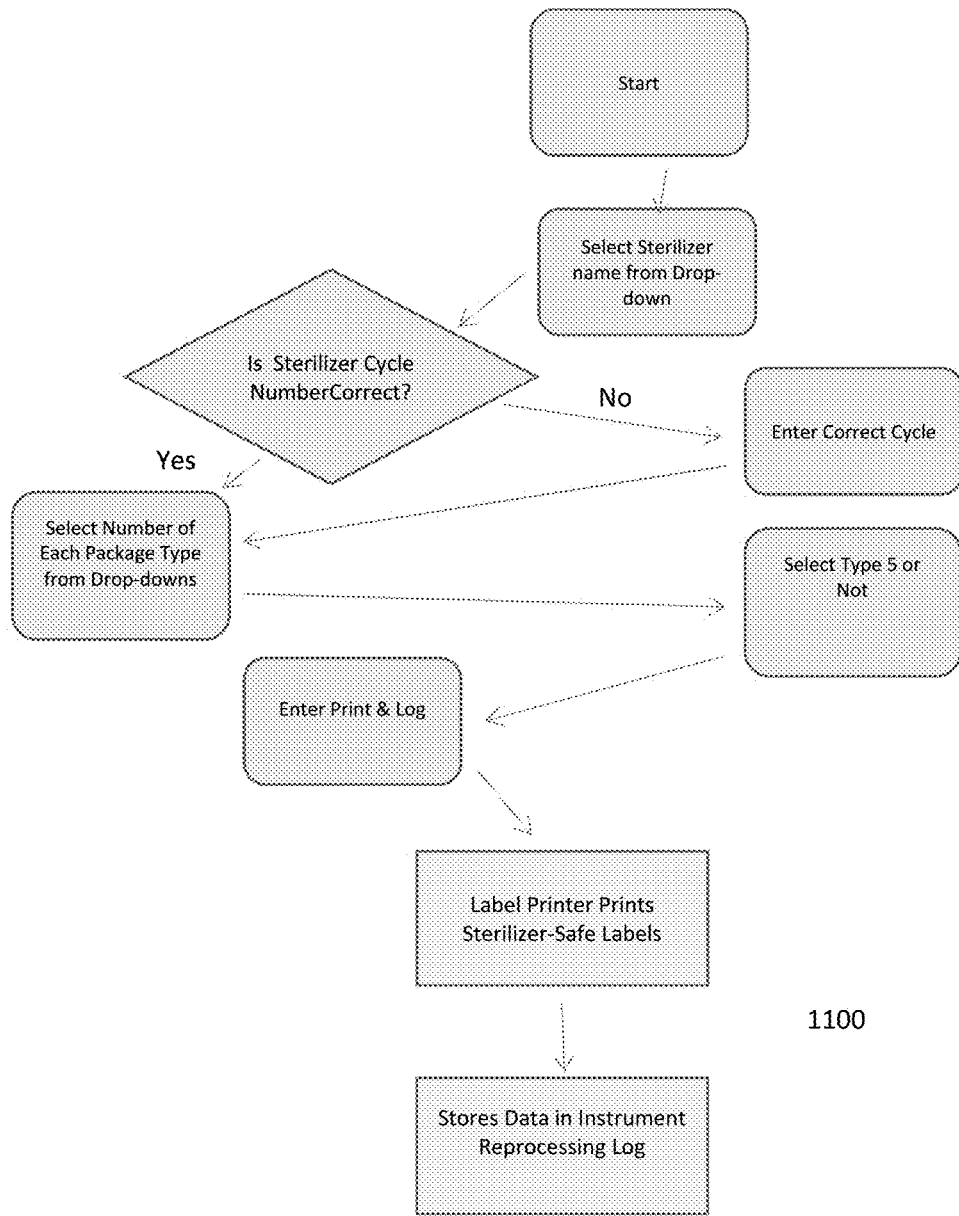 Start
Select Sterilizer
name from Drop-
down
Is Sterilizer Cycle
NumberCorrect?
No
Enter Correct Cycle
Yes
Select Number of
Each Package Type
from Drop-downs
Select Type 5 or
Not
Enter Print & Log
Label Printer Prints
Sterilizer-Safe Labels
1100
Stores Data in Instrument
Reprocessing Log